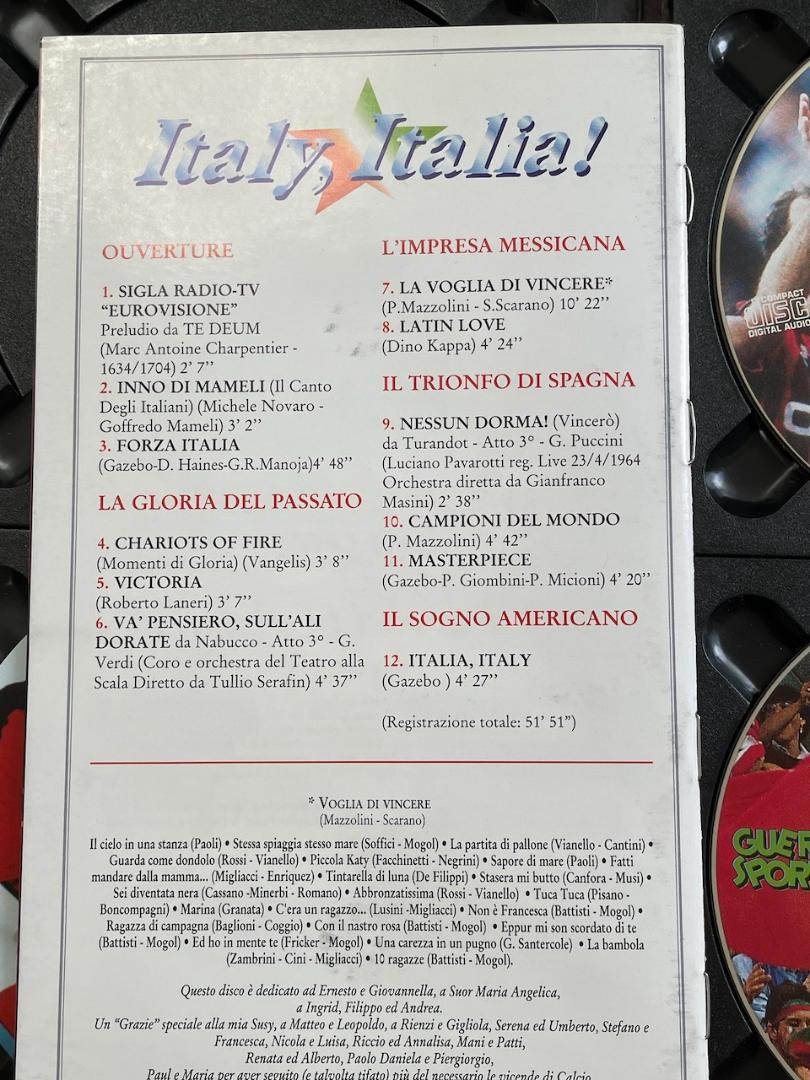 Italy, Italia!
OUVERTURE
1. SIGLA RADIO-TV
“EUROVISIONE”
Preludio da TE DEUM
(Marc Antoine Charpentier -
1634/1704) 2’ 7’’
2. INNO DI MAMELI (Il Canto
Degli Italiani) (Michele Novaro -
Goffredo Mameli) 3’ 2’’
3. FORZA ITALIA
(Gazebo-D. Haines-G.R.Manoja)4’ 48’’
LA GLORIA DEL PASSATO
4. CHARIOTS OF FIRE
(Momenti di Gloria) (Vangelis) 3’ 8’’
5. VICTORIA
(Roberto Laneri) 3’ 7’’
6. VA’ PENSIERO, SULL’ALI
DORATE da Nabucco - Atto 3° - G.
Verdi (Coro e orchestra del Teatro alla
Scala Diretto da Tullio Serafin) 4’ 37’’
L’IMPRESA MESSICANA
7. LA VOGLIA DI VINCERE*
(P.Mazzolini - S.Scarano) 10’ 22’’
8. LATIN LOVE
(Dino Kappa) 4’ 24’’
IL TRIONFO DI SPAGNA
9. NESSUN DORMA! (Vincerò)
da Turandot - Atto 3° - G. Puccini
(Luciano Pavarotti reg. Live 23/4/1964
Orchestra diretta da Gianfranco
Masini) 2’ 38’’
10. CAMPIONI DEL MONDO
(P. Mazzolini) 4’ 42’’
11. MASTERPIECE
(Gazebo-P. Giombini-P. Micioni) 4’ 20’’
IL SOGNO AMERICANO
12. ITALIA, ITALY
(Gazebo ) 4’ 27’’
(Registrazione totale: 51’ 51”)
* VOGLIA DI VINCERE
(Mazzolini - Scarano)
Il cielo in una stanza (Paoli) • Stessa spiaggia stesso mare (Soffici - Mogol) • La partita di pallone (Vianello - Cantini) •
Guarda come dondolo (Rossi - Vianello) • Piccola Katy (Facchinetti - Negrini) • Sapore di mare (Paoli) • Fatti
mandare dalla mamma... (Migliacci - Enriquez) • Tintarella di luna (De Filippi) • Stasera mi butto (Canfora - Musi) •
Sei diventata nera (Cassano -Minerbi - Romano) • Abbronzatissima (Rossi - Vianello) • Tuca Tuca (Pisano -
Boncompagni) • Marina (Granata) • C'era un ragazzo... (Lusini -Migliacci) • Non è Francesca (Battisti - Mogol) •
Ragazza di campagna (Baglioni - Coggio) • Con il nastro rosa (Battisti - Mogol) • Eppur mi son scordato di te
(Battisti - Mogol) • Ed ho in mente te (Fricker - Mogol) • Una carezza in un pugno (G. Santercole) • La bambola
(Zambrini - Cini - Migliacci) • 10 ragazze (Battisti - Mogol).
Questo disco è dedicato ad Ernesto e Giovannella, a Suor Maria Angelica,
a Ingrid, Filippo ed Andrea.
Un “Grazie” speciale alla mia Susy, a Matteo e Leopoldo, a Rienzi e Gigliola, Serena ed Umberto, Stefano e
Francesca, Nicola e Luisa, Riccio ed Annalisa, Mani e Patti,
Renata ed Alberto, Paolo Daniela e Piergiorgio,
Paul e Maria per aver seguito (e talvolta tifato) più del necessario le vicende di Calcio
COMPACT
DISC
DIGITAL AUDIO